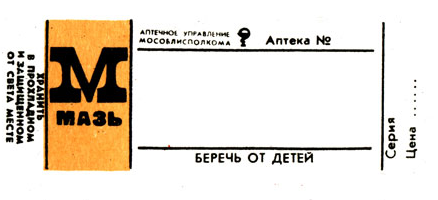 ХРАНИТЬ
В ПРОХЛАДНОМ
И ЗАЩИЩЕННОМ
ОТ СВЕТА МЕСТЕ
М
МАЗЬ
АПТЕЧНОЕ УПРАВЛЕНИЕ
МОСОБЛИСПОЛКОМА
Аптека №
БЕРЕЧЬ ОТ ДЕТЕЙ
Серия
Цена .......